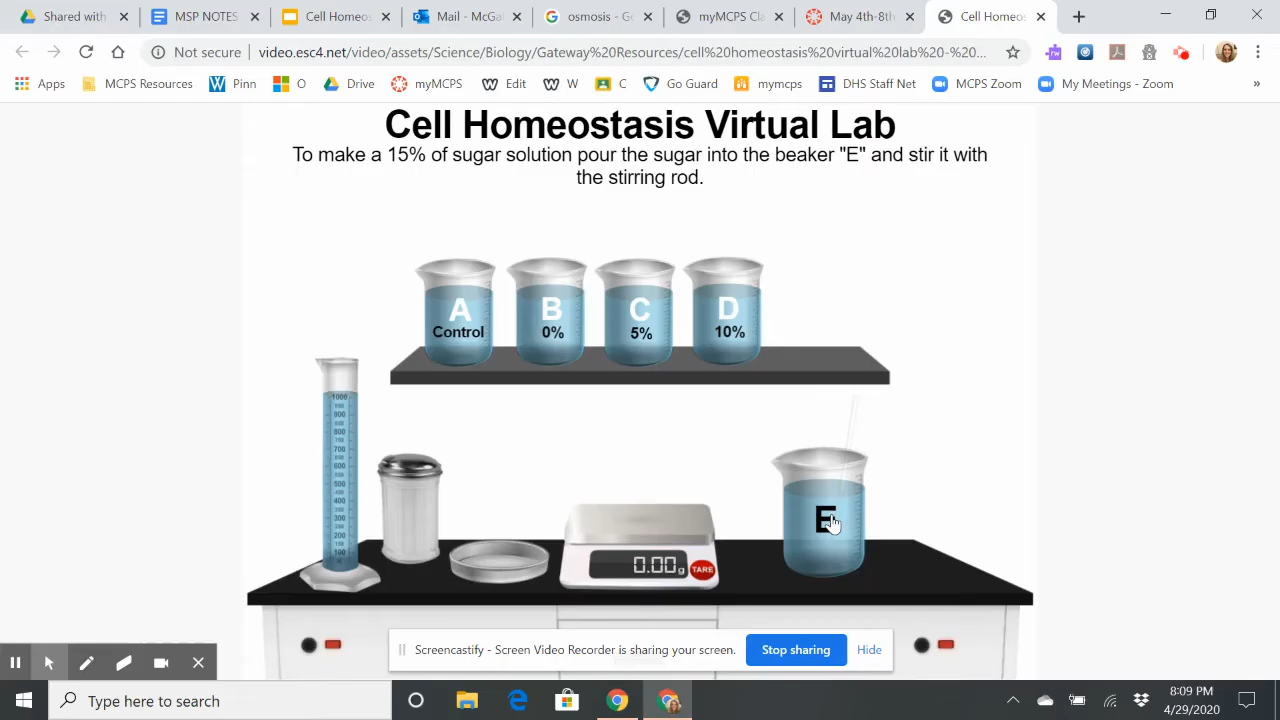 Shared with
MSP NOTES
Cell Homeos
Mail - McGa
osmosis - Go
myMCPS Cla
May 4th-8th
Cell Homeos
Not secure
video.esc4.net/video/assets/Science/Biology/Gateway%20Resources/cell%20homeostasis%20virtual%20lab%20-%20...
Apps
MCPS Resources
Pinn
O
Drive
myMCPS
Edit
W
C
Go Guard
mymcps
DHS Staff Net
MCPS Zoom
My Meetings - Zoom
»
Cell Homeostasis Virtual Lab
To make a 15% of sugar solution pour the sugar into the beaker "E" and stir it with
the stirring rod.
A
Control
B
0%
C
5%
D
10%
1000
900
800
700
600
500
400
300
200
100
E
0.00g
TARE
Screencastify - Screen Video Recorder is sharing your screen.
Stop sharing
Hide
Type here to search
8:09 PM
4/29/2020